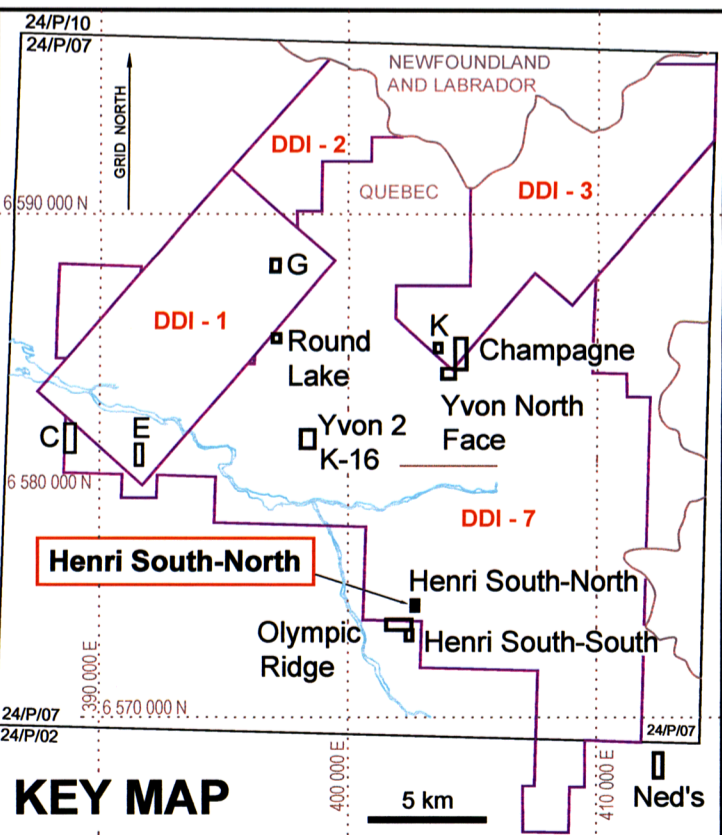 24/P/10
24/P/07
NEWFOUNDLAND
AND LABRADOR
GRID NORTH
DDI - 2
QUEBEC
DDI - 3
6 590 000 N
G
DDI - 1
K
Round
Lake
Champagne
Yvon North
Face
C
E
Yvon 2
K-16
6 580 000 N
DDI - 7
Henri South-North
Henri South-North
Olympic
Ridge
Henri South-South
390 000 E
6 570 000 N
24/P/07
24/P/02
24/P/07
400 000 E
410 000 E
KEY MAP
5 km
Ned's